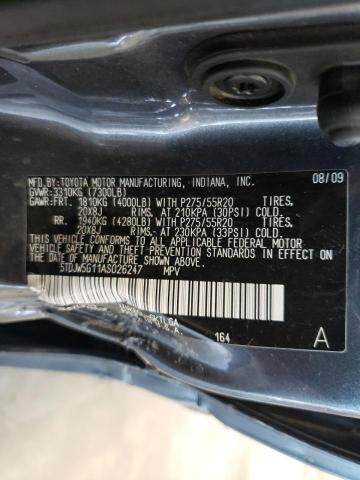 MFD.BY:TOYOTA MOTOR MANUFACTURING, INDIANA, INC. 08/09
GVWR:3310KG (7300LB)
GAWR:FRT. 1810KG (4000LB) WITH P275/55R20 TIRES,
20X8J RIMS, AT 210KPA (30PSI) COLD.
RR. 1940KG (4280LB) WITH P275/55R20 TIRES,
20X8J RIMS, AT 230KPA (33PSI) COLD.
THIS VEHICLE CONFORMS TO ALL APPLICABLE FEDERAL MOTOR VEHICLE
SAFETY AND THEFT PREVENTION STANDARDS IN EFFECT ON
THE DATE OF MANUFACTURE SHOWN ABOVE.
5TDJW5G11AS026247 MPV
164 A